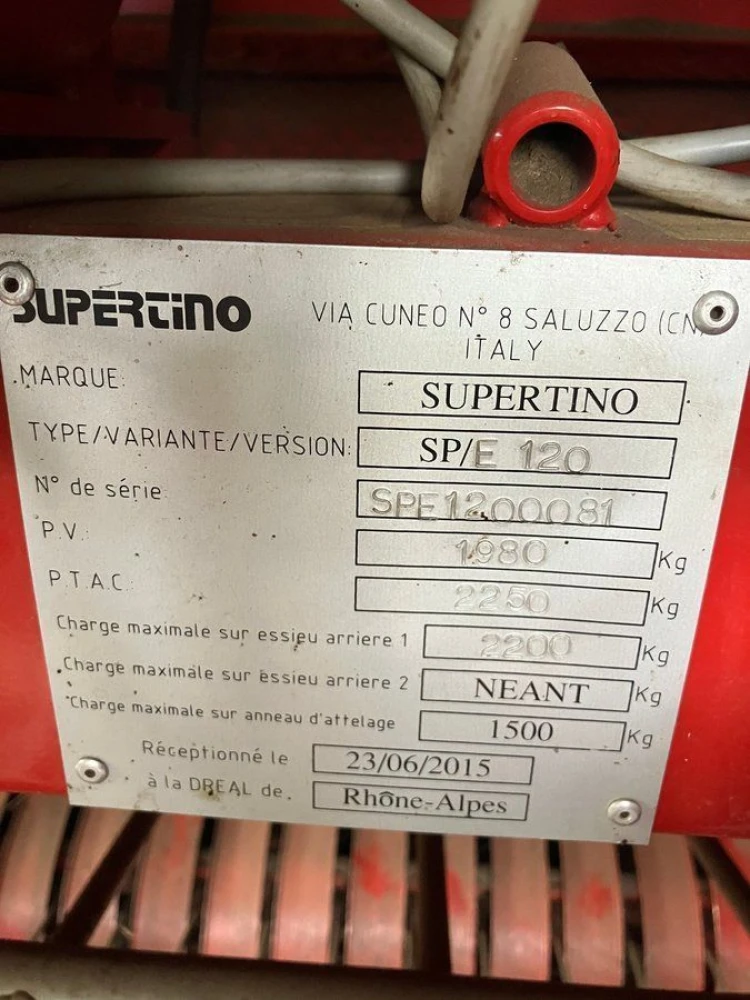 SUPERTINO
VIA CUNEO N° 8 SALUZZO (CN)
ITALY
MARQUE: SUPERTINO
TYPE/VARIANTE/VERSION: SP/E 120
N° de série SPE1200081
P.V. 1980 Kg
P.T.A.C. 2250 Kg
Charge maximale sur essieu arriere 1 2200 Kg
Charge maximale sur essieu arriere 2 NEANT Kg
Charge maximale sur anneau d'attelage 1500 Kg
Réceptionné le 23/06/2015
à la DREAL de. Rhône-Alpes